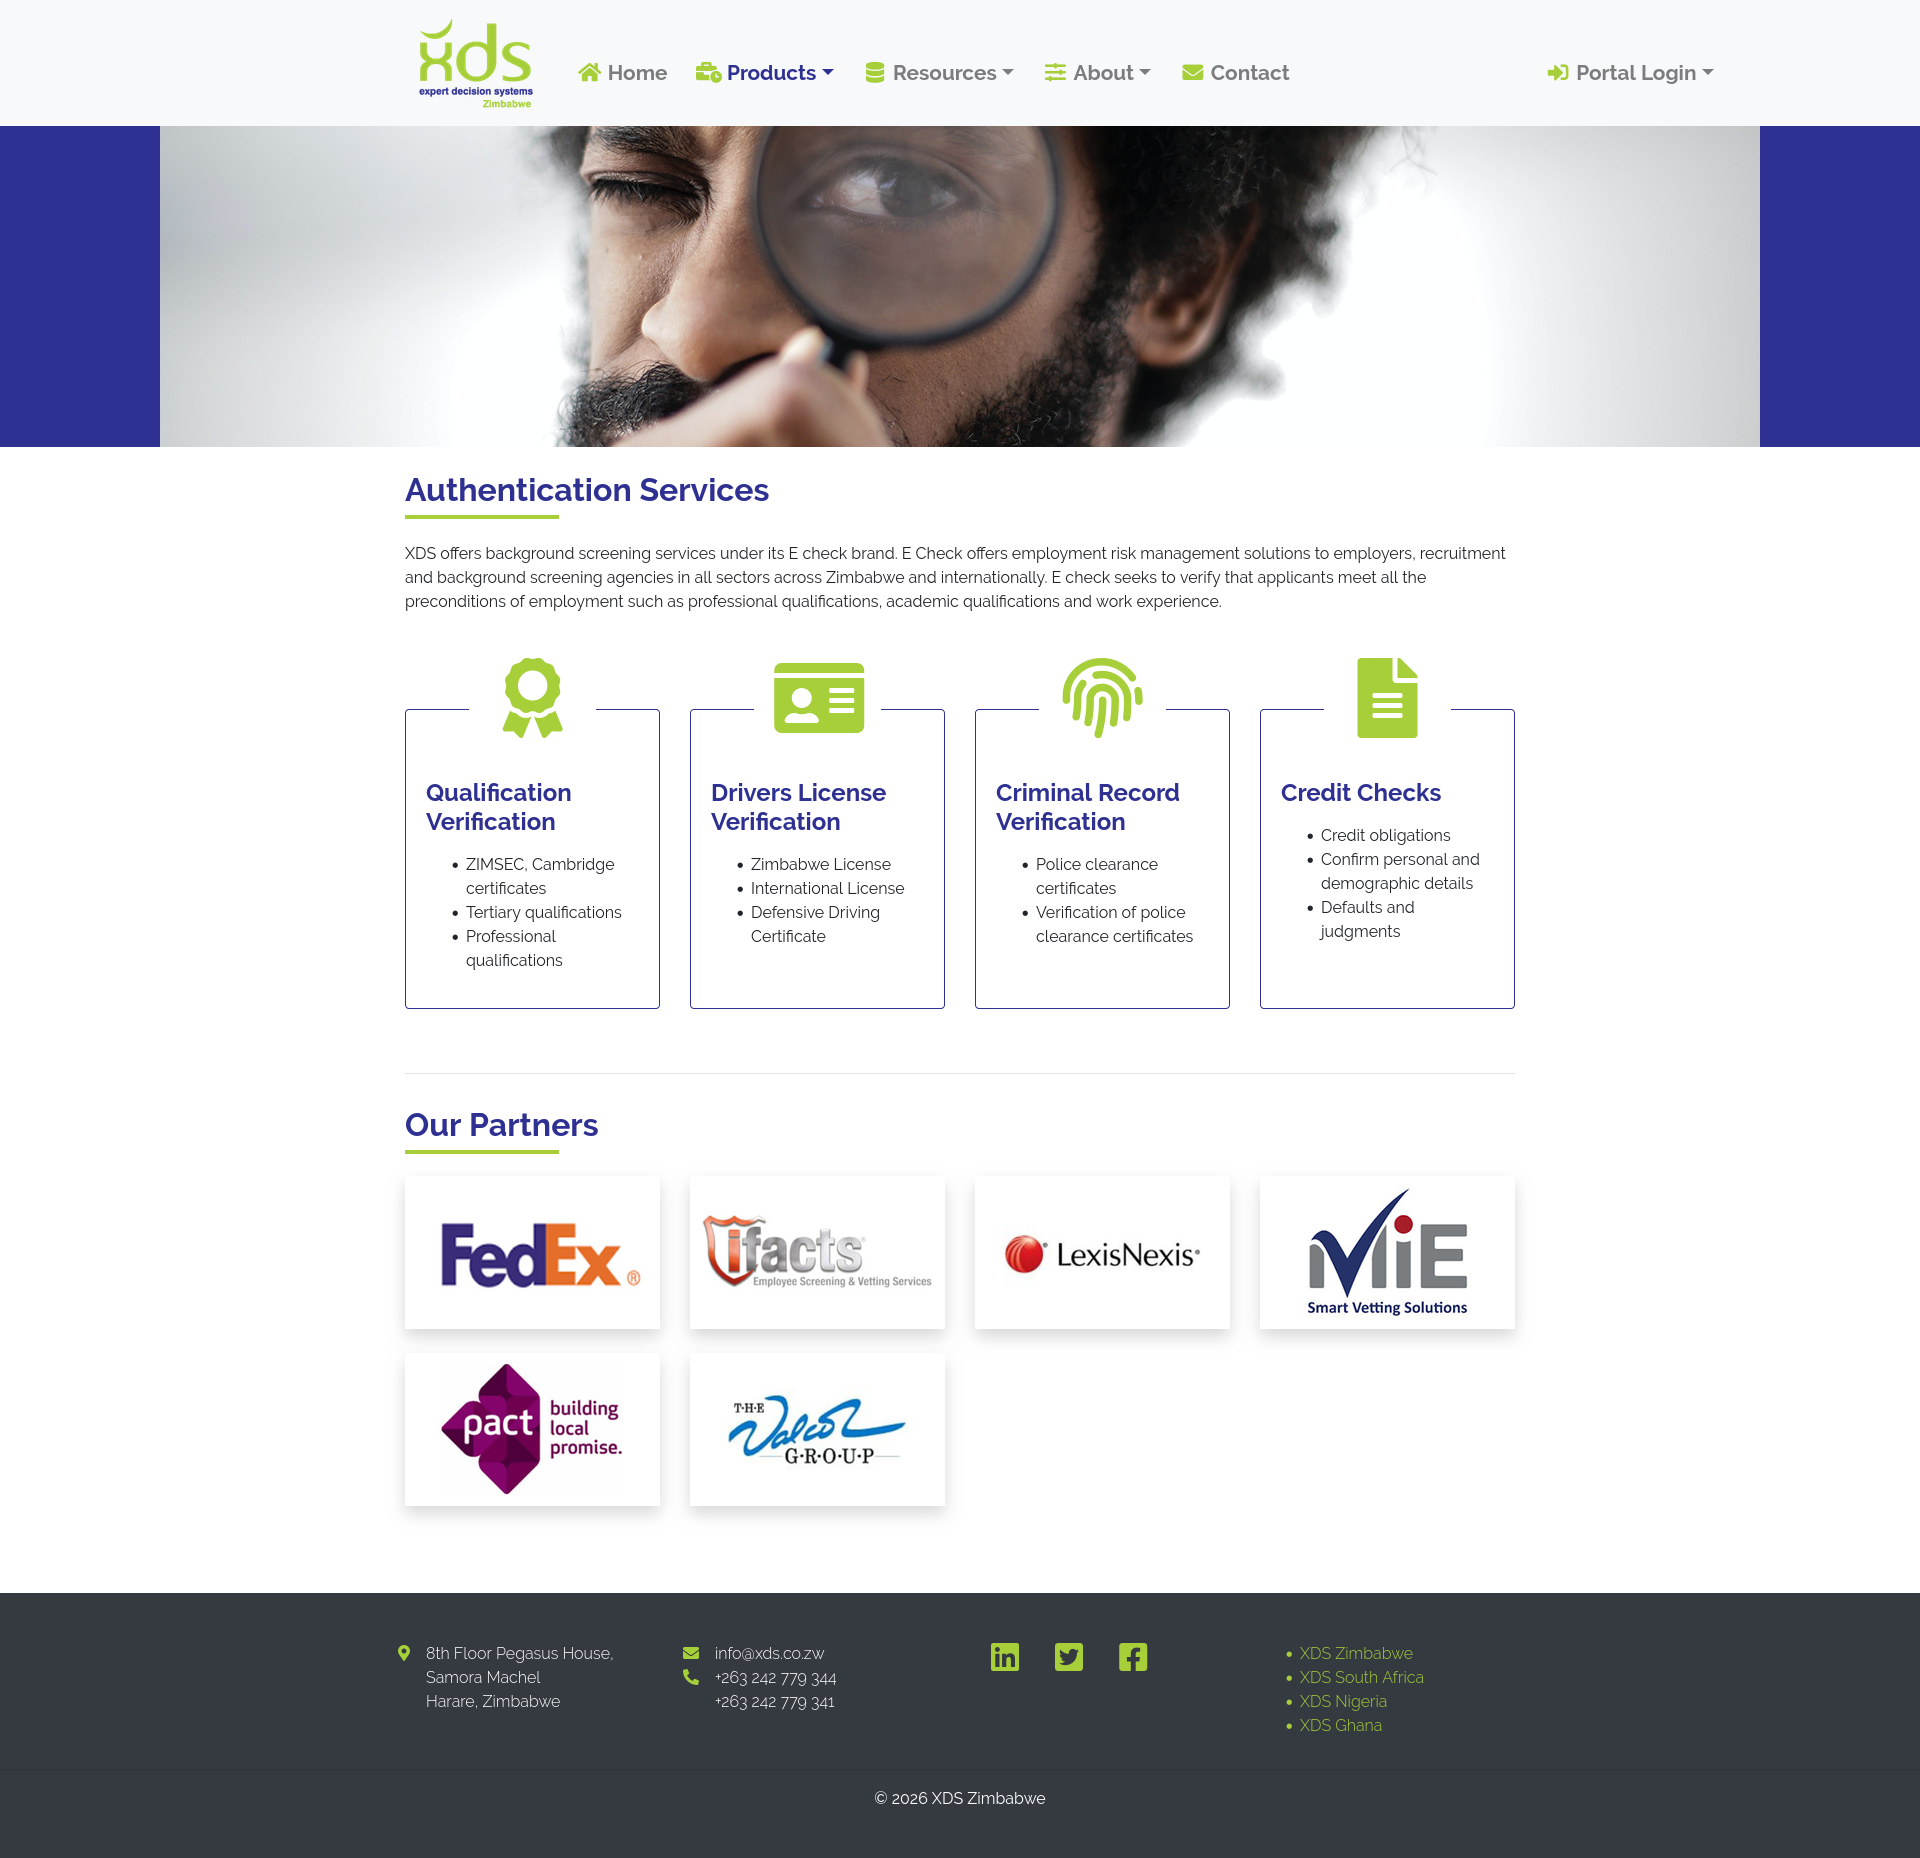 xds
expert decision systems
Zimbabwe
Home
Products
Resources
About
Contact
Portal Login
Authentication Services
XDS offers background screening services under its E check brand. E Check offers employment risk management solutions to employers, recruitment
and background screening agencies in all sectors across Zimbabwe and internationally. E check seeks to verify that applicants meet all the
preconditions of employment such as professional qualifications, academic qualifications and work experience.
Qualification
Verification
• ZIMSEC, Cambridge
certificates
• Tertiary qualifications
• Professional
qualifications
Drivers License
Verification
• Zimbabwe License
• International License
• Defensive Driving
Certificate
Criminal Record
Verification
• Police clearance
certificates
• Verification of police
clearance certificates
Credit Checks
• Credit obligations
• Confirm personal and
demographic details
• Defaults and
judgments
Our Partners
FedEx®
ifacts
Employee Screening & Vetting Services
LexisNexis®
MiE
Smart Vetting Solutions
pact
building
local
promise.
T·H·E
Valcor
G·R·O·U·P
8th Floor Pegasus House,
Samora Machel
Harare, Zimbabwe
info@xds.co.zw
+263 242 779 344
+263 242 779 341
• XDS Zimbabwe
• XDS South Africa
• XDS Nigeria
• XDS Ghana
© 2026 XDS Zimbabwe